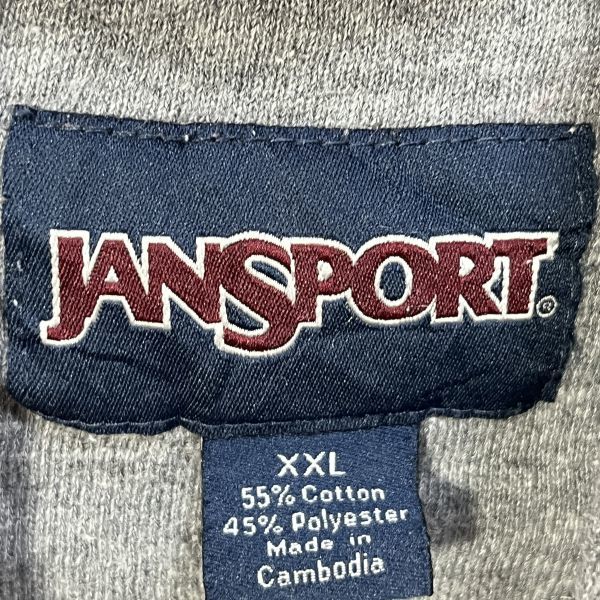 JANSPORT®
XXL
55% Cotton
45% Polyester
Made in
Cambodia